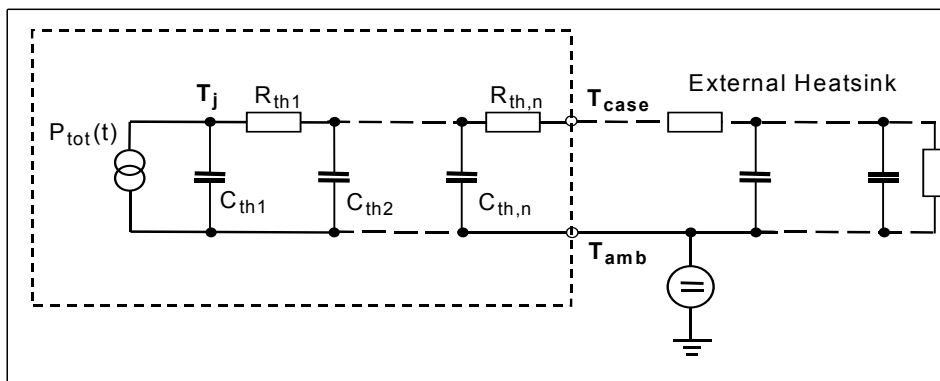 External Heatsink
T_j
R_th1
R_th,n
T_case
P_tot(t)
C_th1
C_th2
C_th,n
T_amb